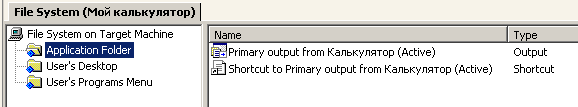 File System (Мой калькулятор)
File System on Target Machine
Application Folder
User's Desktop
User's Programs Menu
Name Type
Primary output from Калькулятор (Active) Output
Shortcut to Primary output from Калькулятор (Active) Shortcut